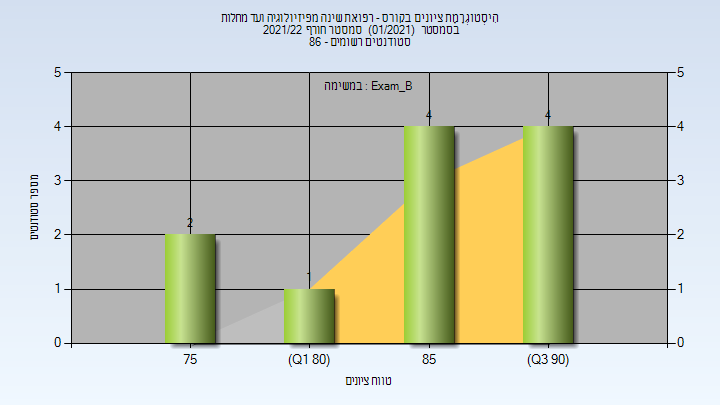 היסטוגרמת ציונים בקורס - רפואת שינה מפיזיולוגיה ועד מחלות
בסמסטר (01/2021) סמסטר חורף 2021/22
סטודנטים רשומים - 86
במשימה : Exam_B
5 5
4 4
3 3
2 2
1 1
0 0
2 1 4 4
מספר סטודנטים
75 (Q1 80) 85 (Q3 90)
טווח ציונים